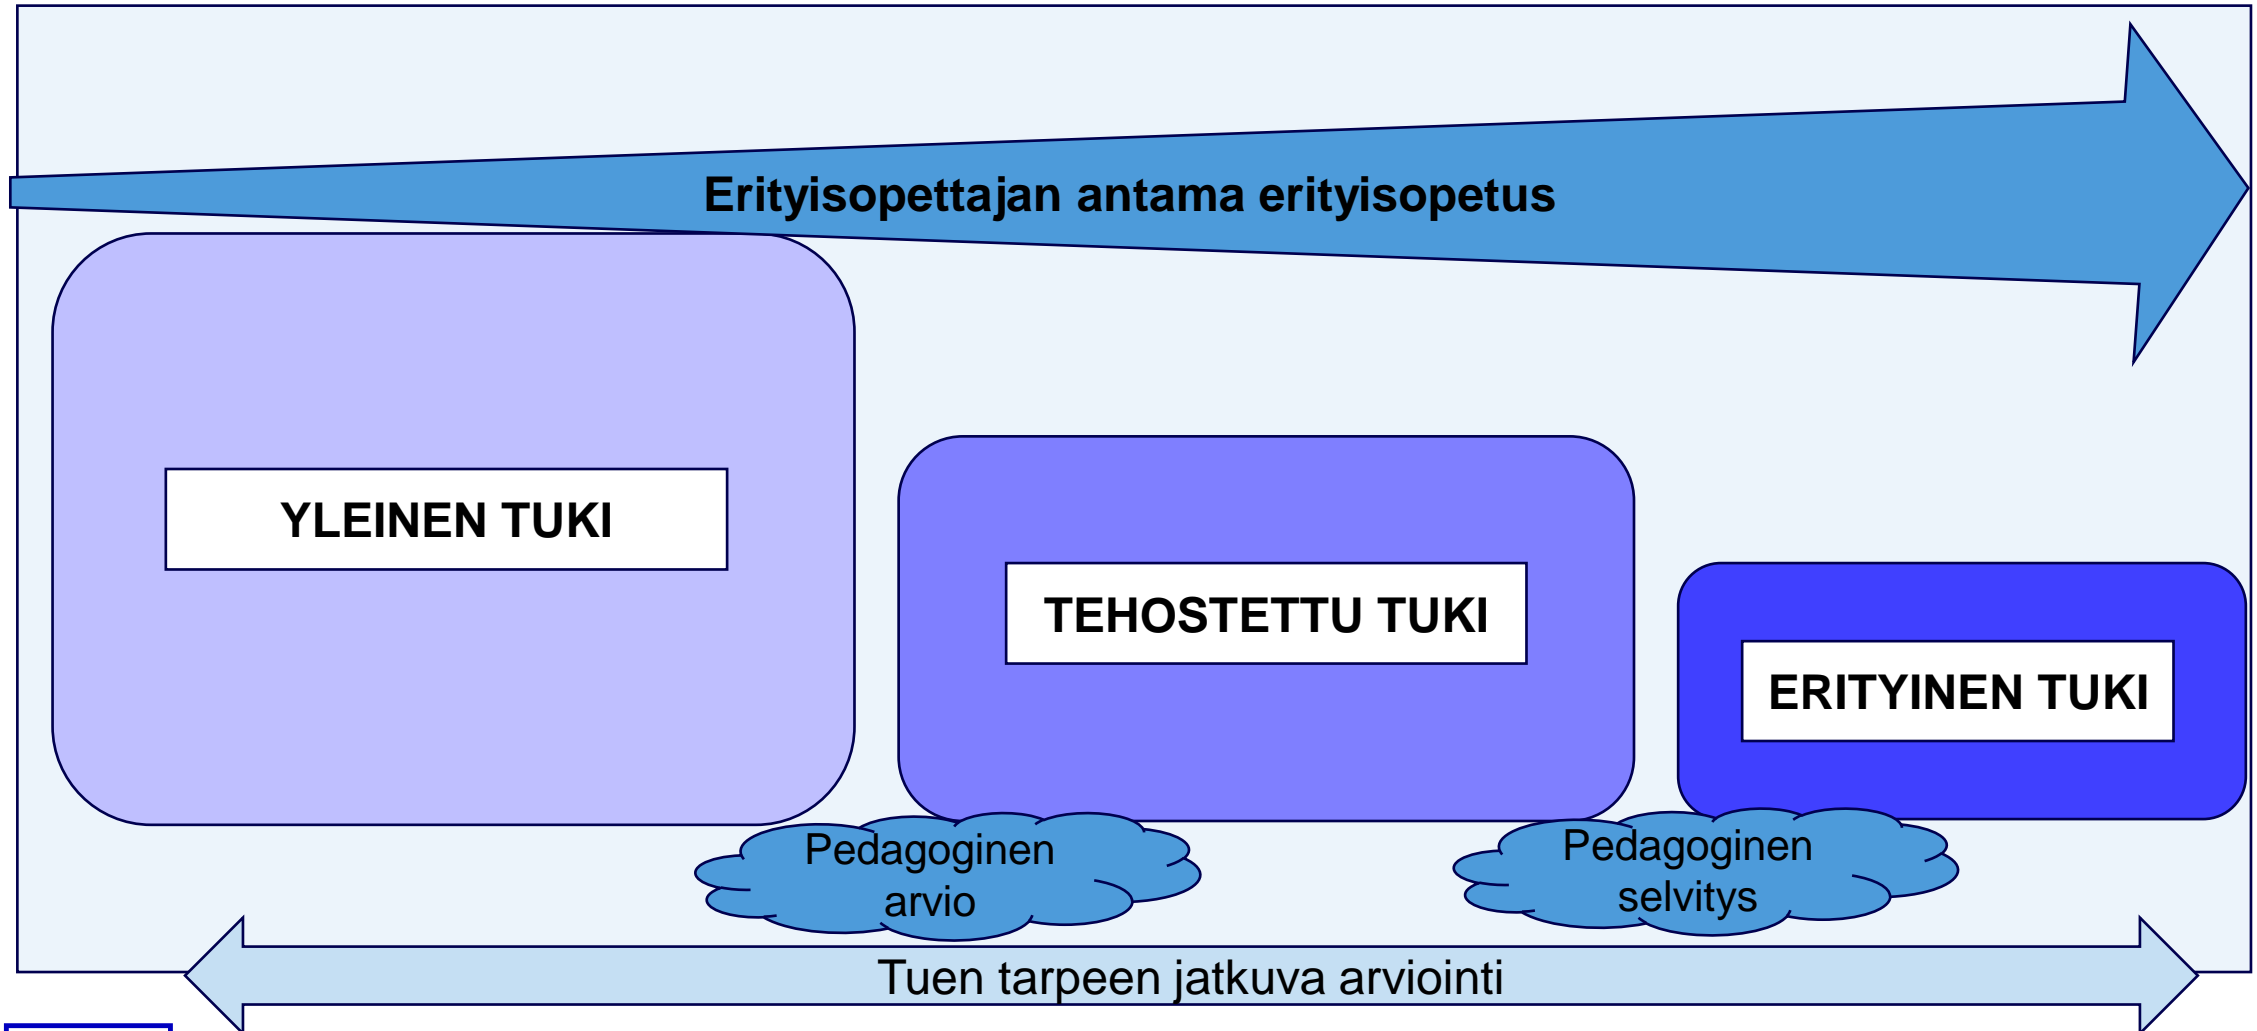 Erityisopettajan antama erityisopetus
YLEINEN TUKI
TEHOSTETTU TUKI
ERITYINEN TUKI
Pedagoginen
arvio
Pedagoginen
selvitys
Tuen tarpeen jatkuva arviointi